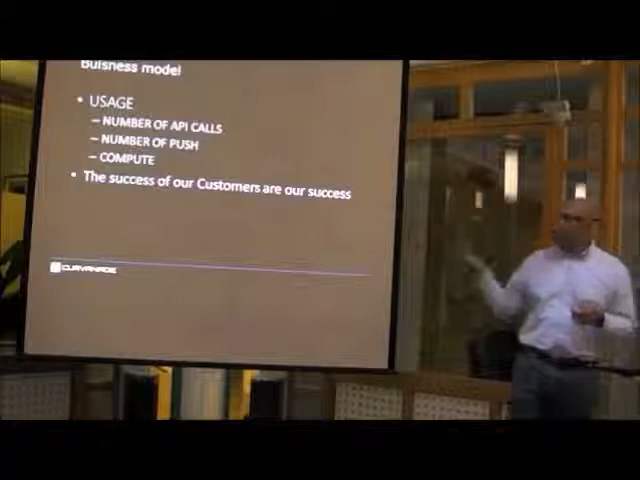 Buisness model
• USAGE
– NUMBER OF API CALLS
– NUMBER OF PUSH
– COMPUTE
• The success of our Customers are our success